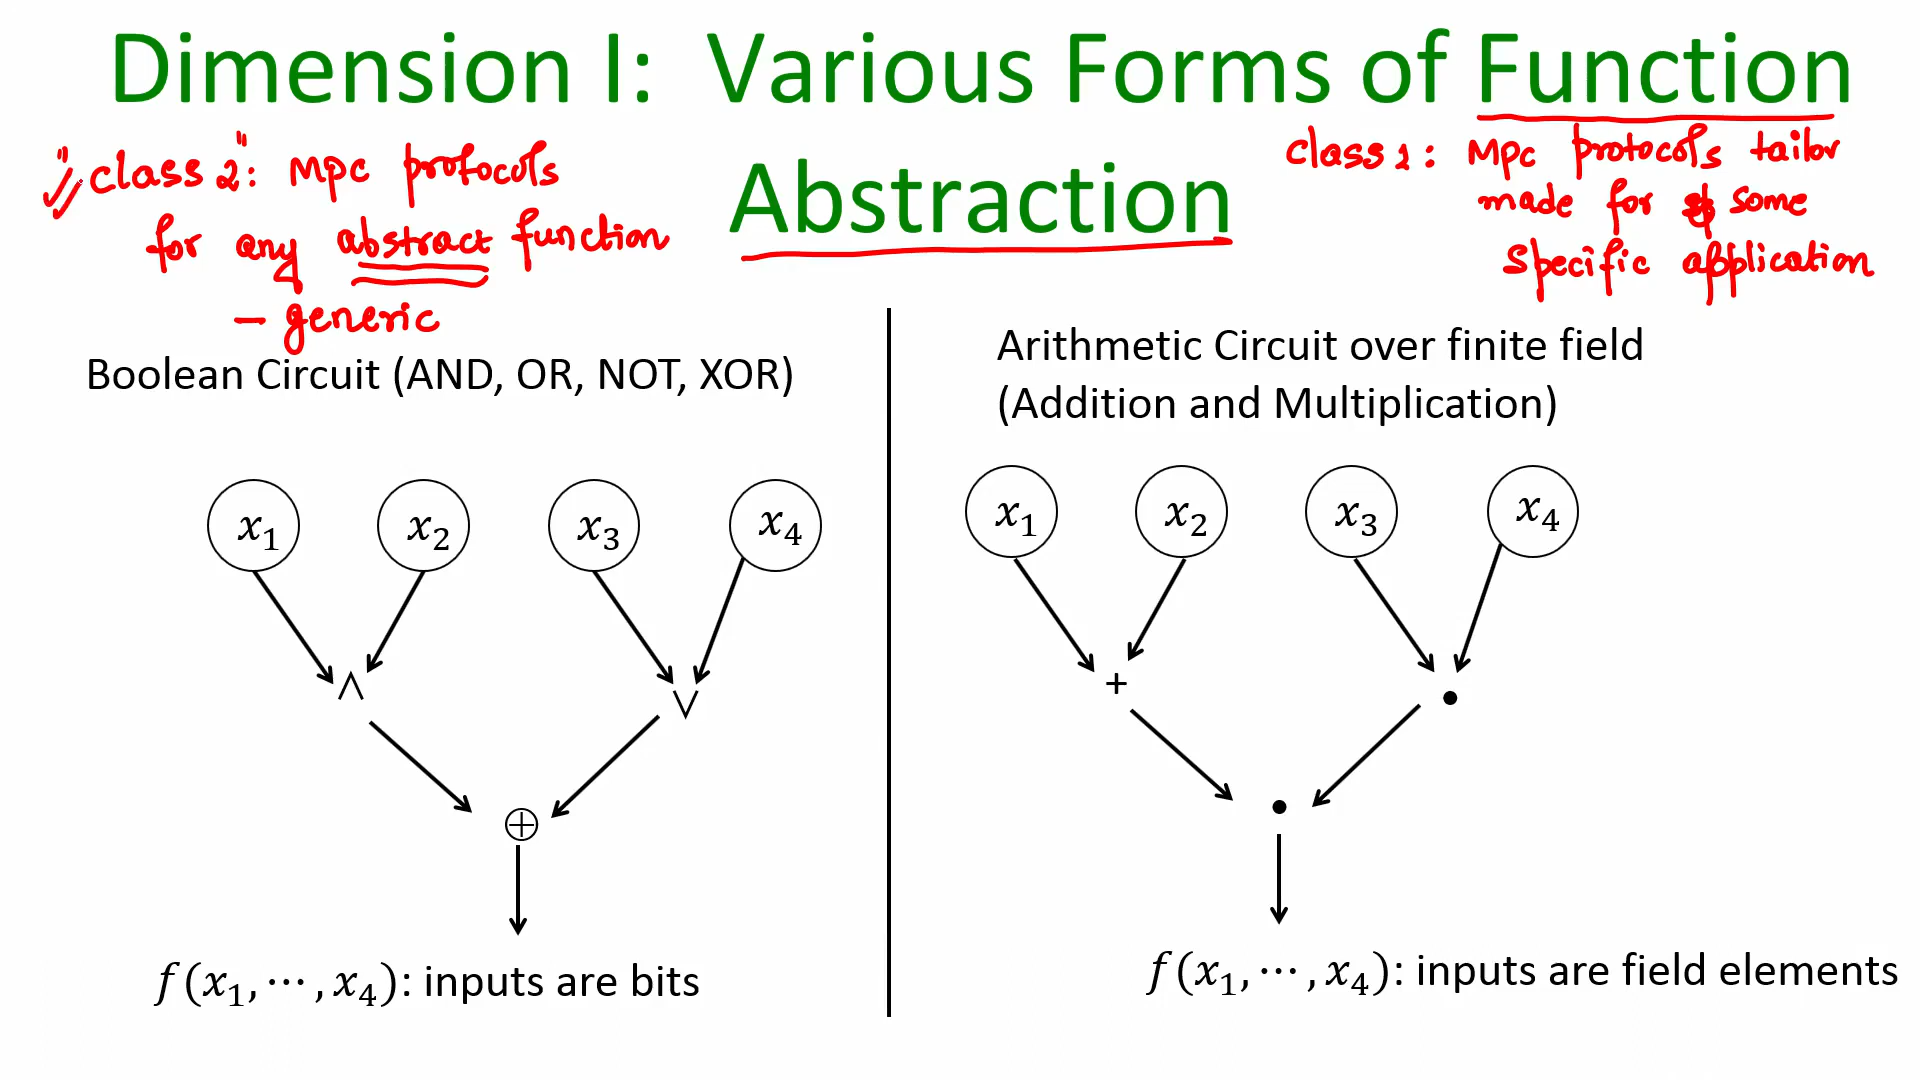 Dimension I: Various Forms of Function
Abstraction
"class 2": MPC protocols
for any abstract function
- generic
class 1: MPC protocols tailor
made for some
specific application
Boolean Circuit (AND, OR, NOT, XOR)
x₁ x₂ x₃ x₄
∧ ∨
⊕
f(x₁, ⋯, x₄): inputs are bits
Arithmetic Circuit over finite field
(Addition and Multiplication)
x₁ x₂ x₃ x₄
+ •
•
f(x₁, ⋯, x₄): inputs are field elements